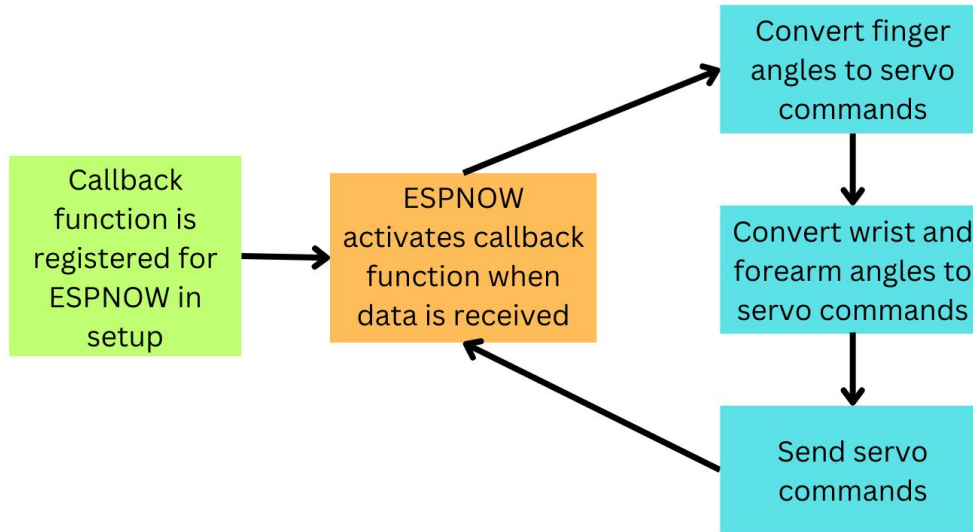 Callback
function is
registered for
ESPNOW in
setup
ESPNOW
activates callback
function when
data is received
Convert finger
angles to servo
commands
Convert wrist and
forearm angles to
servo commands
Send servo
commands